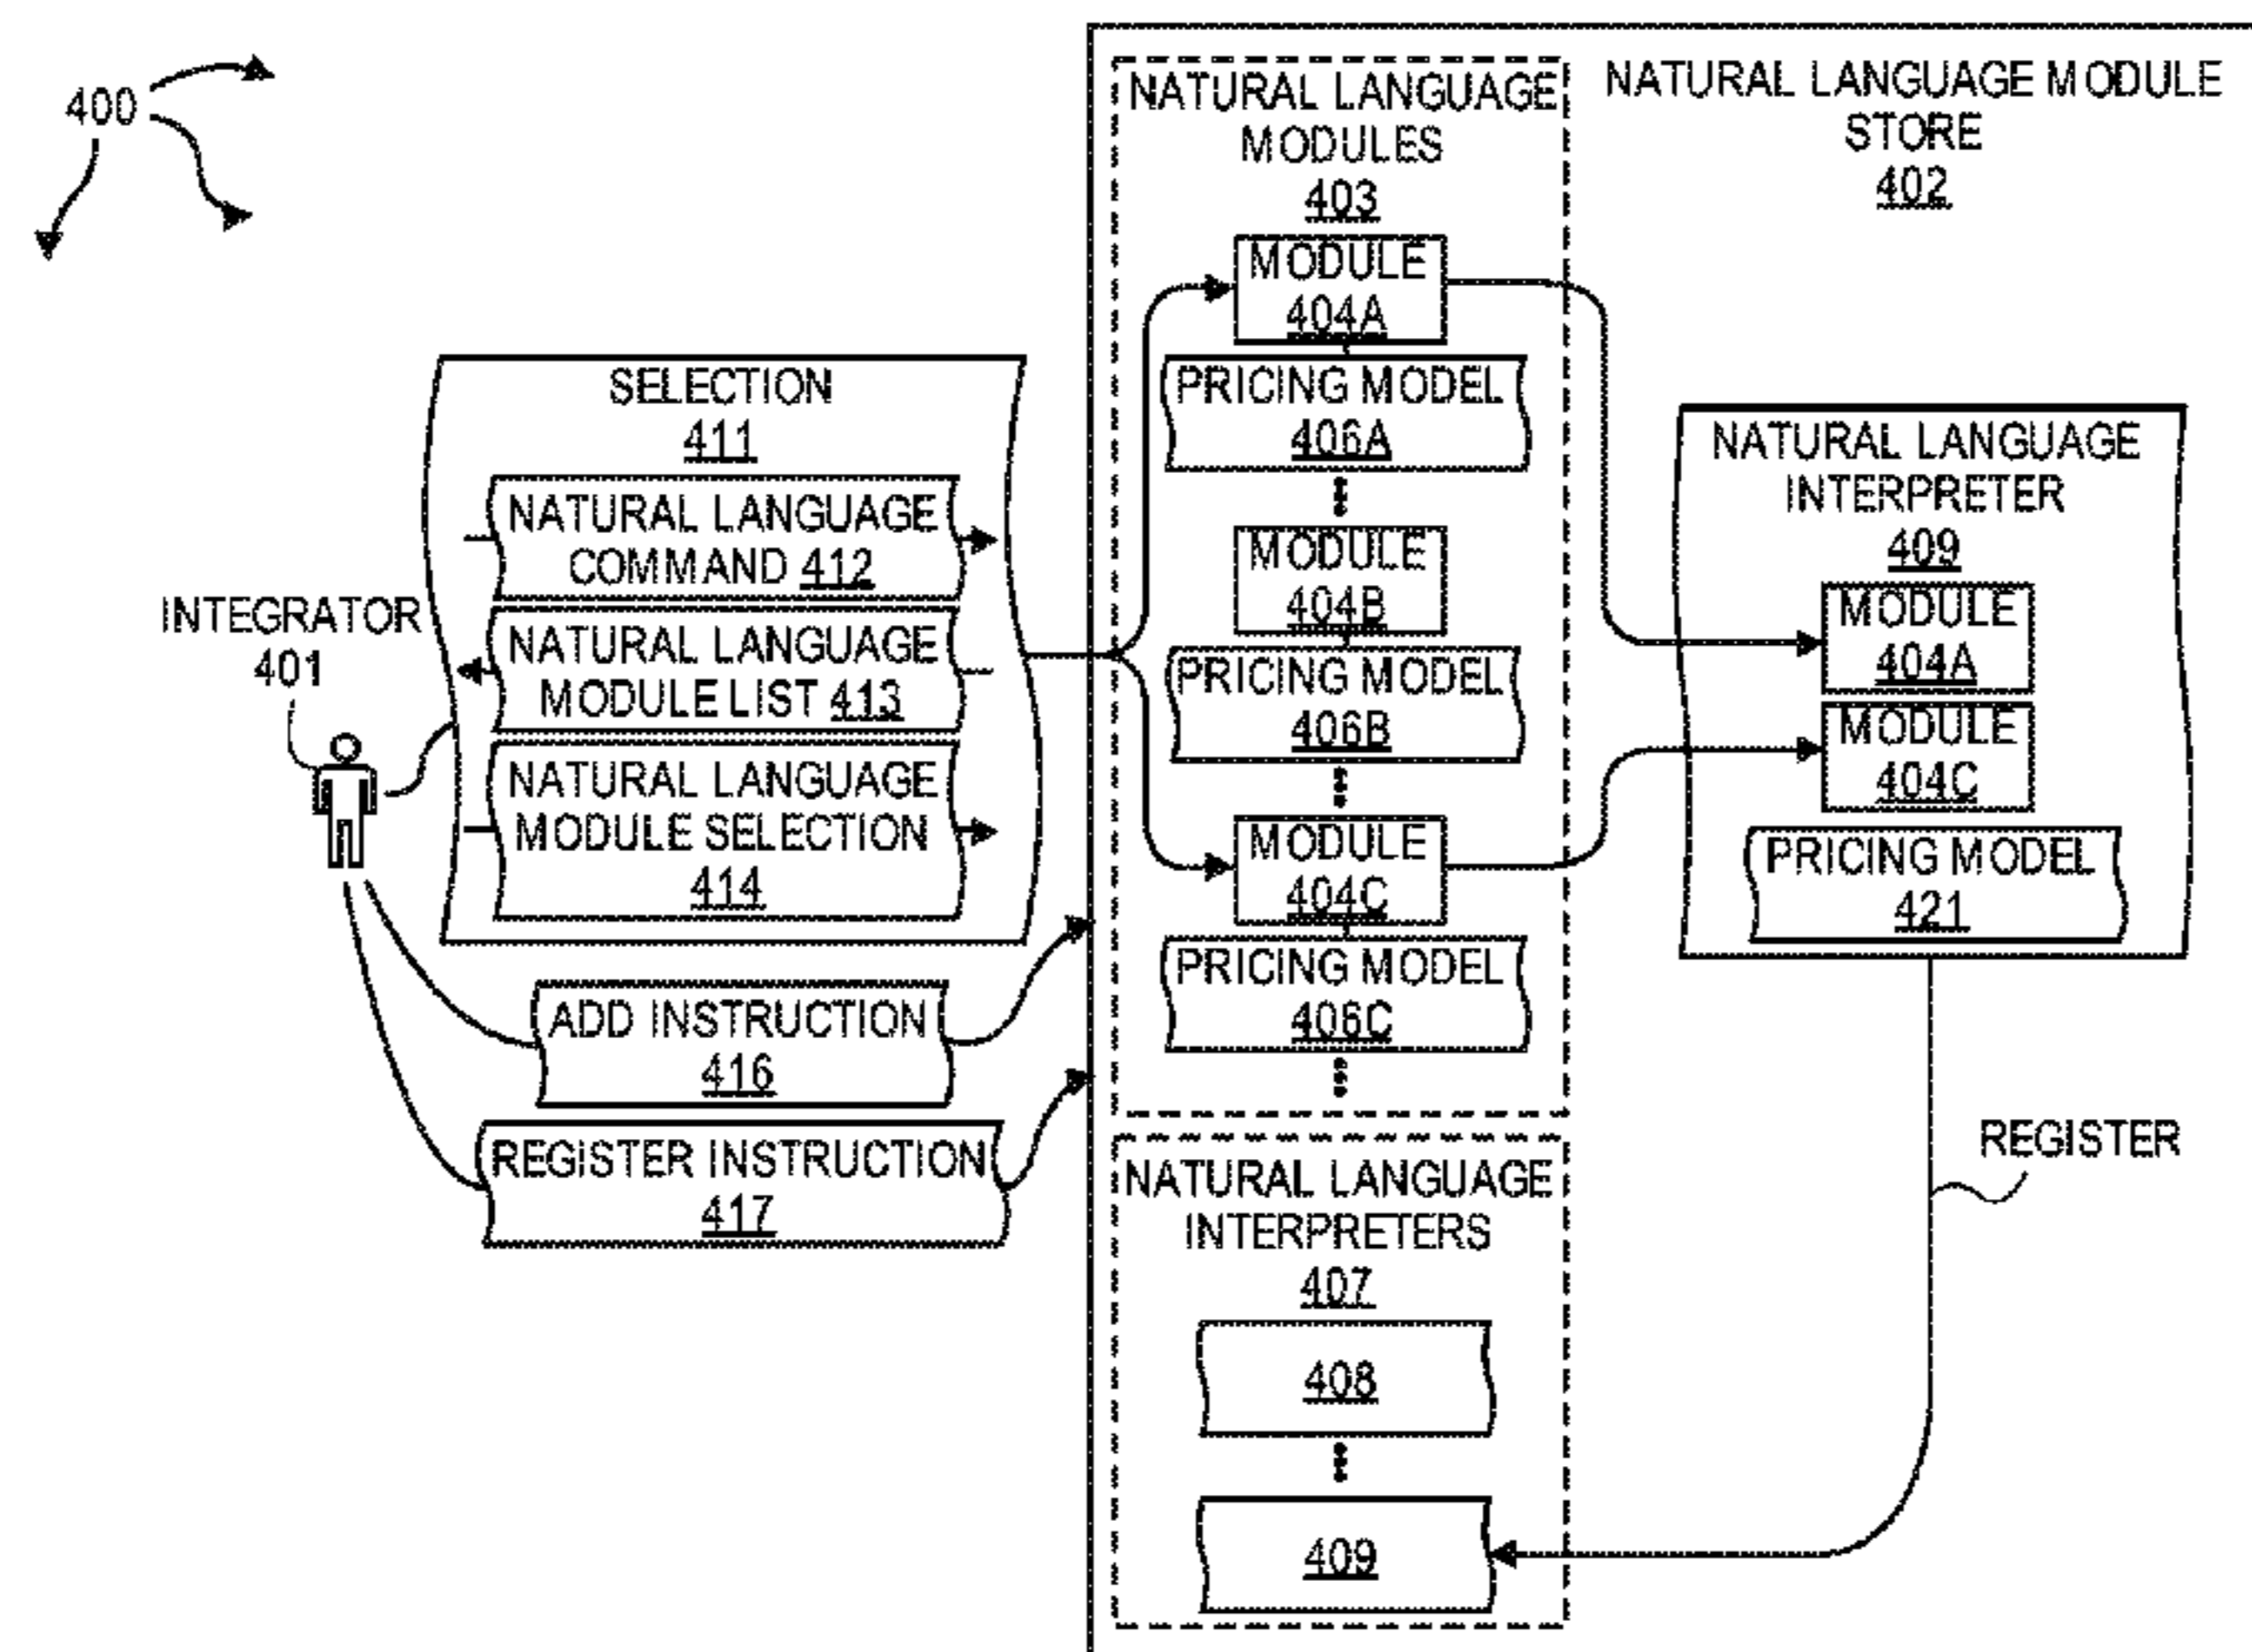 400
INTEGRATOR
401
SELECTION
411
NATURAL LANGUAGE
COMMAND 412
NATURAL LANGUAGE
MODULE LIST 413
NATURAL LANGUAGE
MODULE SELECTION
414
ADD INSTRUCTION
416
REGISTER INSTRUCTION
417
NATURAL LANGUAGE
MODULES
403
MODULE
404A
PRICING MODEL
406A
MODULE
404B
PRICING MODEL
406B
MODULE
404C
PRICING MODEL
406C
NATURAL LANGUAGE
INTERPRETERS
407
408
409
NATURAL LANGUAGE MODULE
STORE
402
NATURAL LANGUAGE
INTERPRETER
409
MODULE
404A
MODULE
404C
PRICING MODEL
421
REGISTER